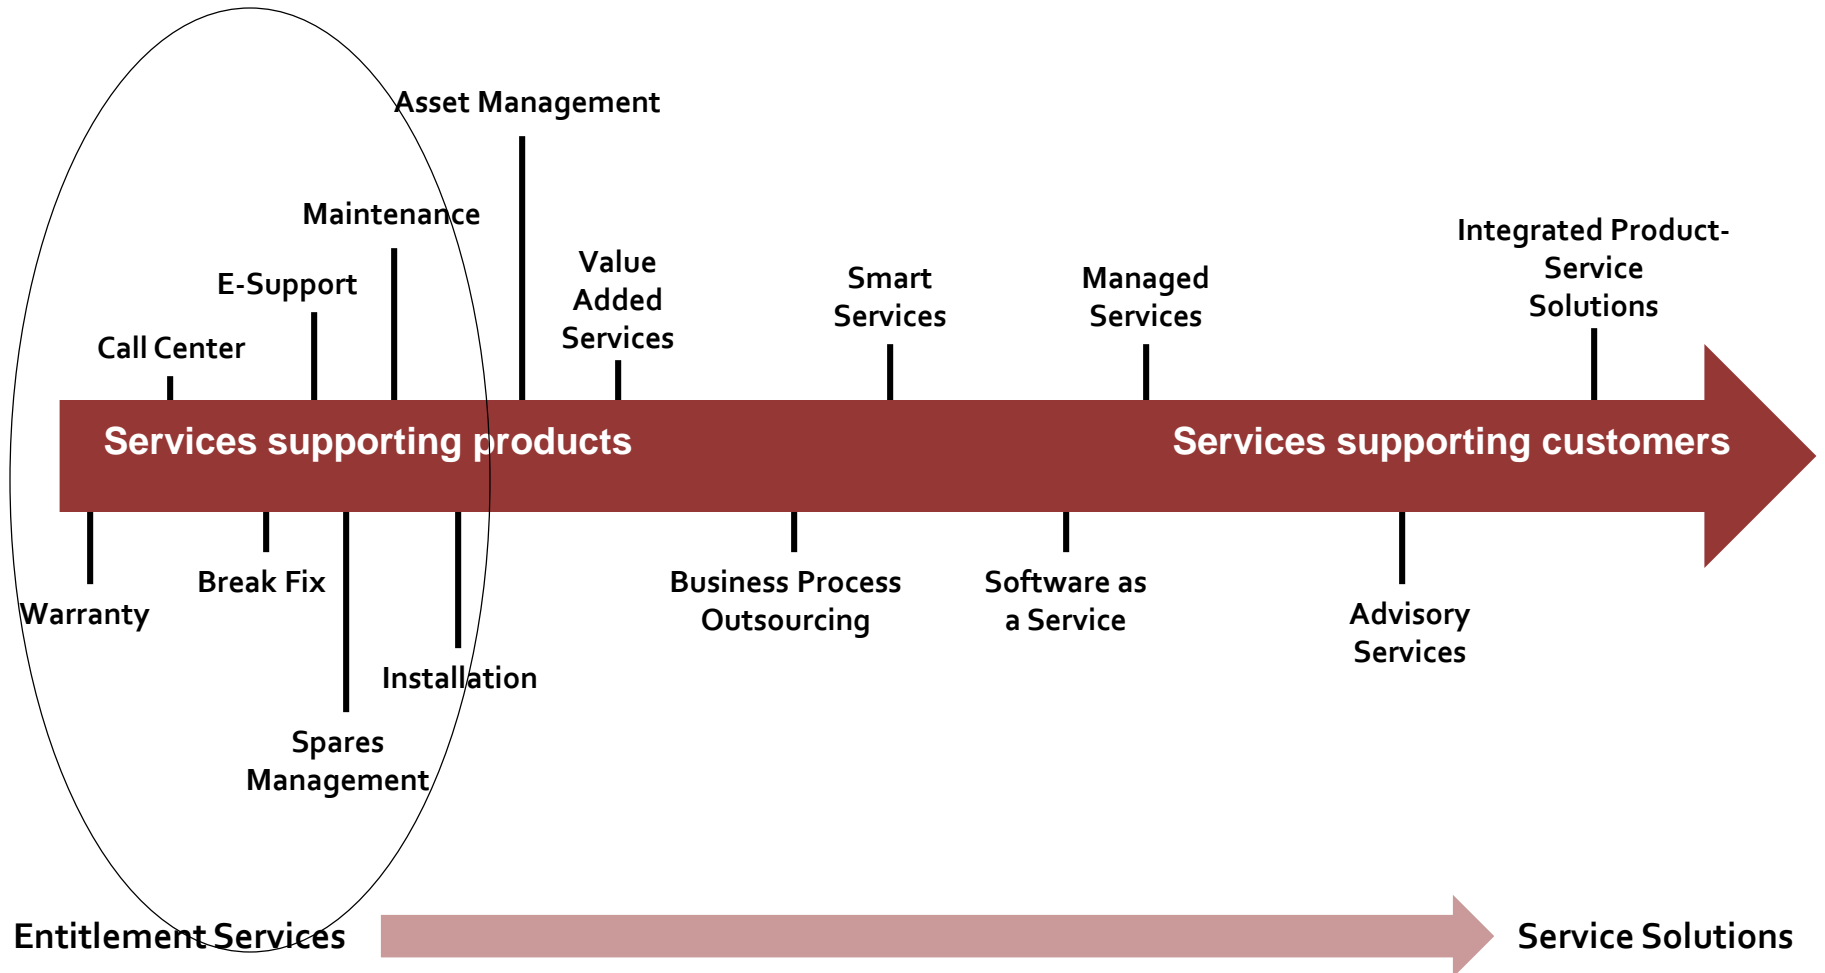 Asset Management
Maintenance
E-Support
Call Center
Value
Added
Services
Smart
Services
Managed
Services
Integrated Product-
Service
Solutions
Services supporting products
Services supporting customers
Warranty
Break Fix
Spares
Management
Installation
Business Process
Outsourcing
Software as
a Service
Advisory
Services
Entitlement Services
Service Solutions